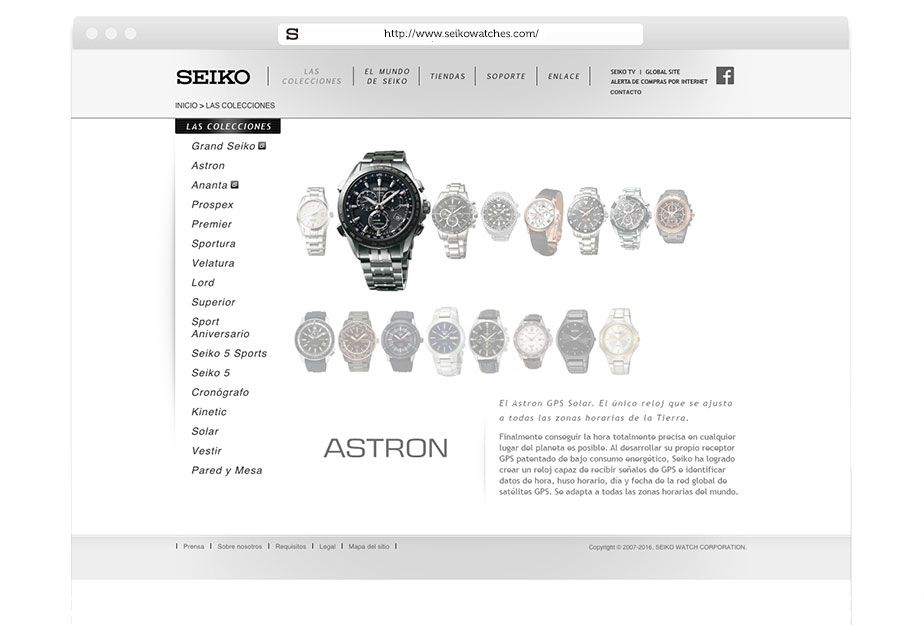 S
http://www.seikowatches.com/
SEIKO
LAS
COLECCIONES
EL MUNDO
DE SEIKO
TIENDAS
SOPORTE
ENLACE
SEIKO TV | GLOBAL SITE
ALERTA DE COMPRAS POR INTERNET
CONTACTO
f
INICIO > LAS COLECCIONES
LAS COLECCIONES
Grand Seiko
Astron
Ananta
Prospex
Premier
Sportura
Velatura
Lord
Superior
Sport
Aniversario
Seiko 5 Sports
Seiko 5
Cronógrafo
Kinetic
Solar
Vestir
Pared y Mesa
SEIKO
ASTRON
El Astron GPS Solar. El único reloj que se ajusta
a todas las zonas horarias de la Tierra.
Finalmente conseguir la hora totalmente precisa en cualquier
lugar del planeta es posible. Al desarrollar su propio receptor
GPS patentado de bajo consumo energético, Seiko ha logrado
crear un reloj capaz de recibir señales de GPS e identificar
datos de hora, huso horario, día y fecha de la red global de
satélites GPS. Se adapta a todas las zonas horarias del mundo.
| Prensa | Sobre nosotros | Requisitos | Legal | Mapa del sitio |
Copyright © 2007-2016, SEIKO WATCH CORPORATION.